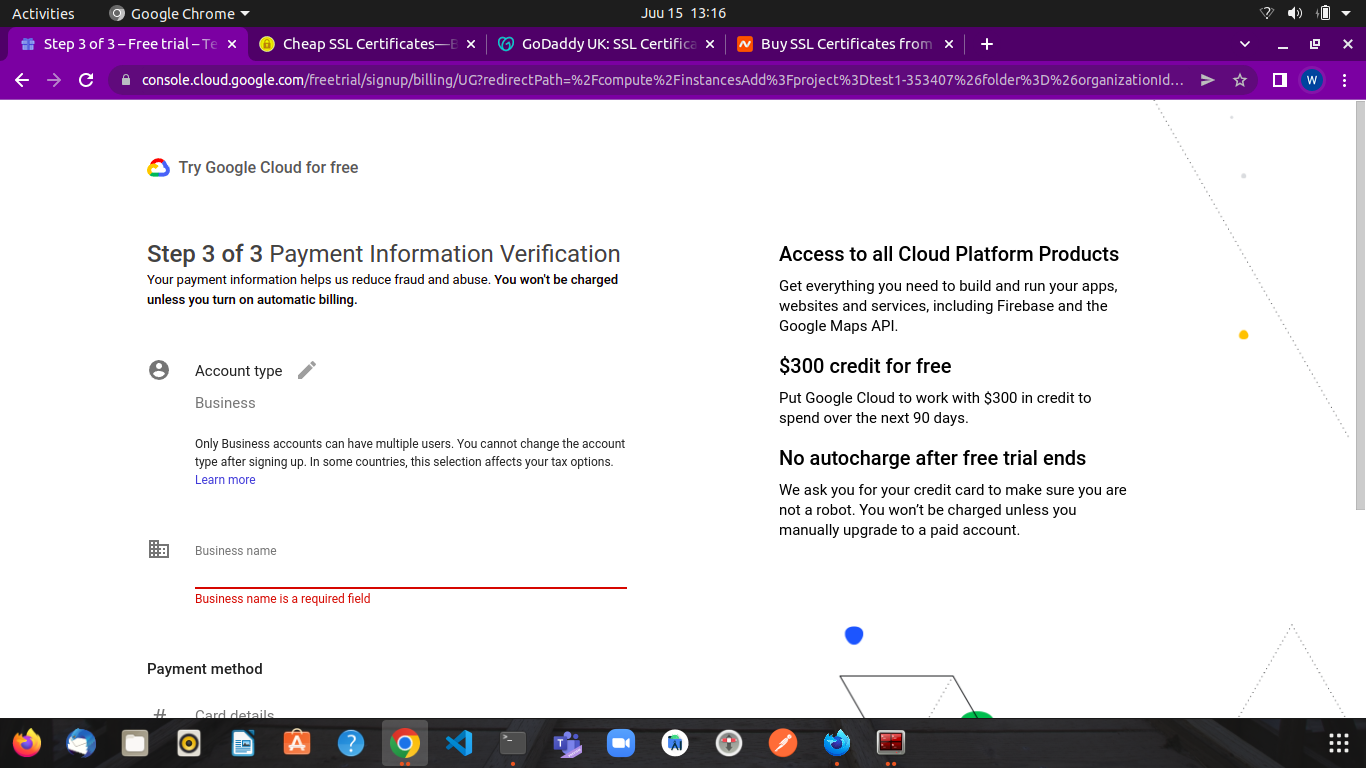 Activities
Google Chrome
Juu 15 13:16
Step 3 of 3 – Free trial – Te
Cheap SSL Certificates—B
GoDaddy UK: SSL Certifica
Buy SSL Certificates from
console.cloud.google.com/freetrial/signup/billing/UG?redirectPath=%2Fcompute%2FinstancesAdd%3Fproject%3Dtest1-353407%26folder%3D%26organizationId...
W
Try Google Cloud for free
Step 3 of 3 Payment Information Verification
Your payment information helps us reduce fraud and abuse. You won't be charged
unless you turn on automatic billing.
Account type
Business
Only Business accounts can have multiple users. You cannot change the account
type after signing up. In some countries, this selection affects your tax options.
Learn more
Business name
Business name is a required field
Payment method
# Card details
Access to all Cloud Platform Products
Get everything you need to build and run your apps,
websites and services, including Firebase and the
Google Maps API.
$300 credit for free
Put Google Cloud to work with $300 in credit to
spend over the next 90 days.
No autocharge after free trial ends
We ask you for your credit card to make sure you are
not a robot. You won’t be charged unless you
manually upgrade to a paid account.